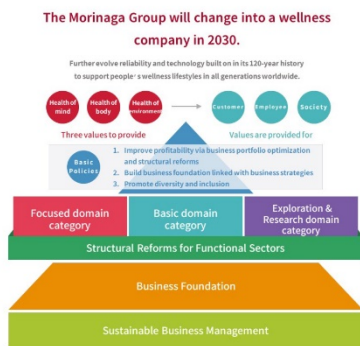 The Morinaga Group will change into a wellness
company in 2030.
Further evolve reliability and technology built on in its 120-year history
to support people's wellness lifestyles in all generations worldwide.
Health of
mind
Health of
body
Health of
environment
Customer
Employee
Society
Three values to provide
Values are provided for
Basic
Policies
1. Improve profitability via business portfolio optimization
and structural reforms
2. Build business foundation linked with business strategies
3. Promote diversity and inclusion
Focused domain
category
Basic domain
category
Exploration &
Research domain
category
Structural Reforms for Functional Sectors
Business Foundation
Sustainable Business Management